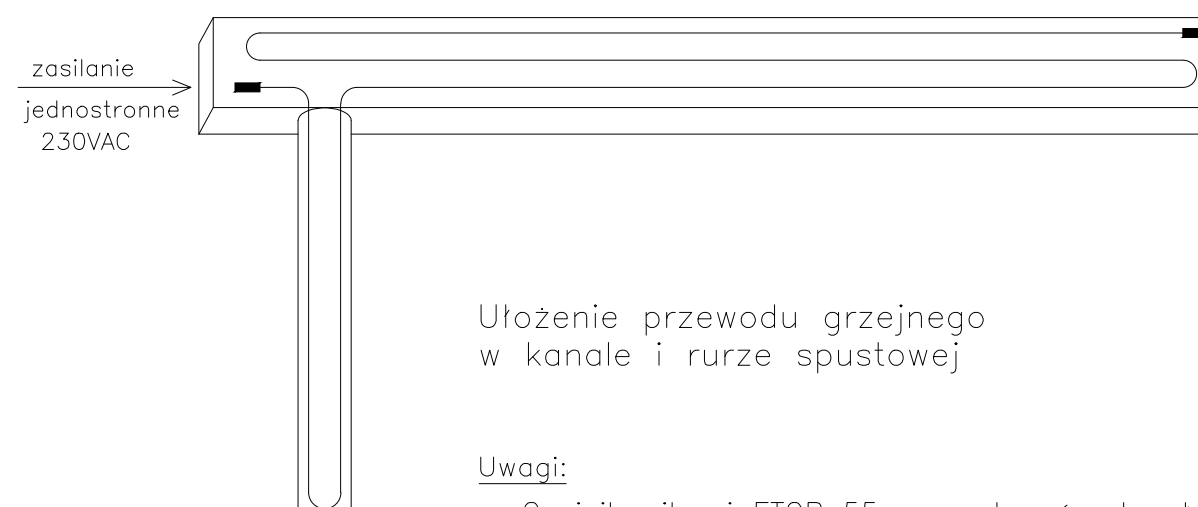 zasilanie
jednostronne
230VAC
Ułożenie przewodu grzejnego
w kanale i rurze spustowej
Uwagi: